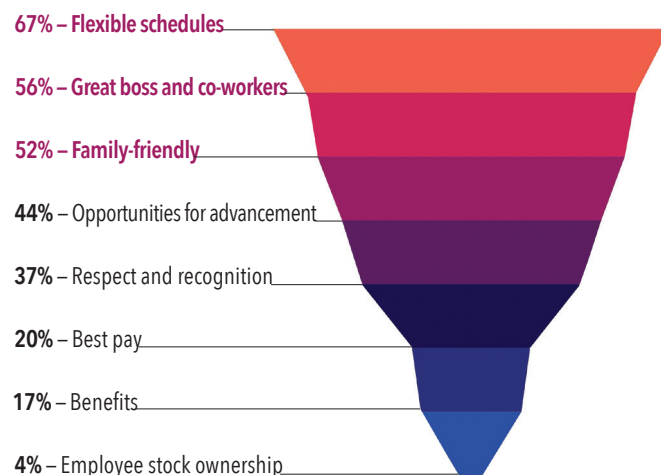 67% – Flexible schedules
56% – Great boss and co-workers
52% – Family-friendly
44% – Opportunities for advancement
37% – Respect and recognition
20% – Best pay
17% – Benefits
4% – Employee stock ownership